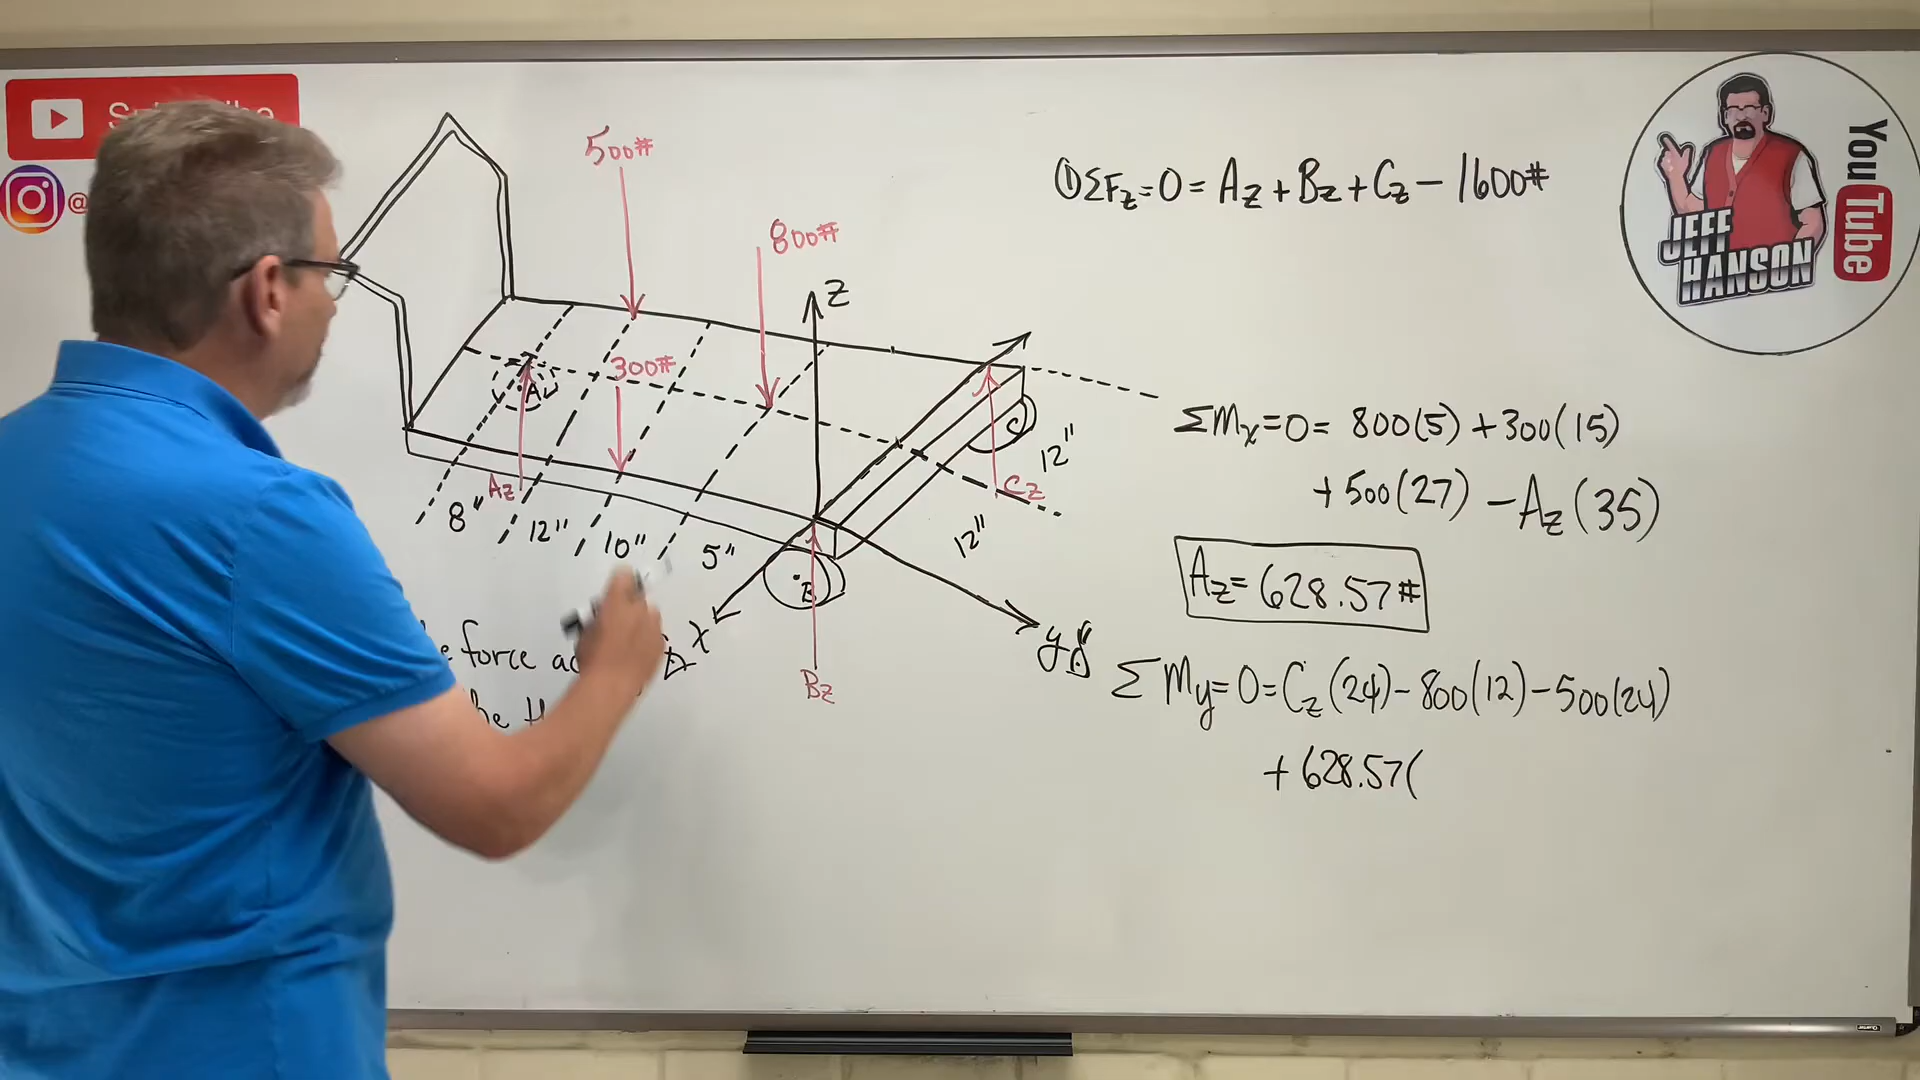 500#
800#
Z
300#
A
Az
8"
12"
10"
5"
B
Bz
C
Cz
12"
12"
x
y
force
①ΣFz=0=Az+Bz+Cz-1600#
ΣMx=0=800(5)+300(15)
+500(27)-Az(35)
Az=628.57#
ΣMy=0=Cz(24)-800(12)-500(24)
+628.57(
@
JEFF
HANSON
YouTube